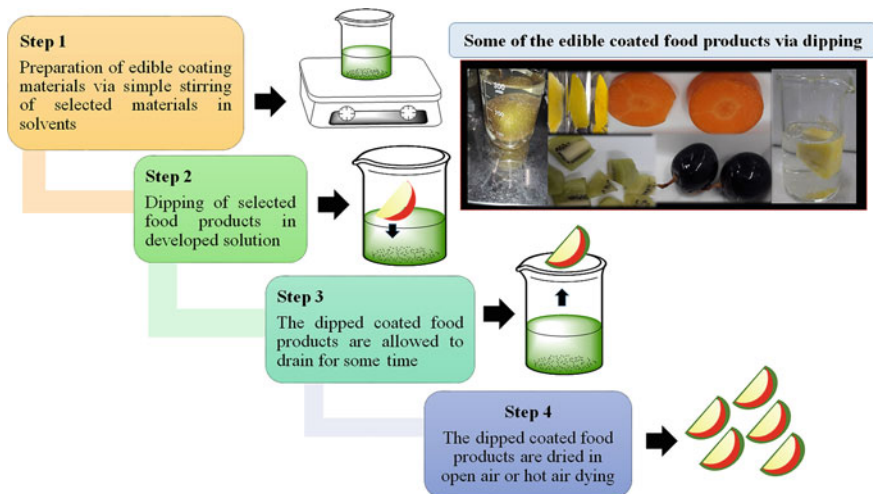 Step 1
Preparation of edible coating
materials via simple stirring
of selected materials in
solvents
Some of the edible coated food products via dipping
Step 2
Dipping of selected
food products in
developed solution
Step 3
The dipped coated food
products are allowed to
drain for some time
Step 4
The dipped coated food
products are dried in
open air or hot air dying